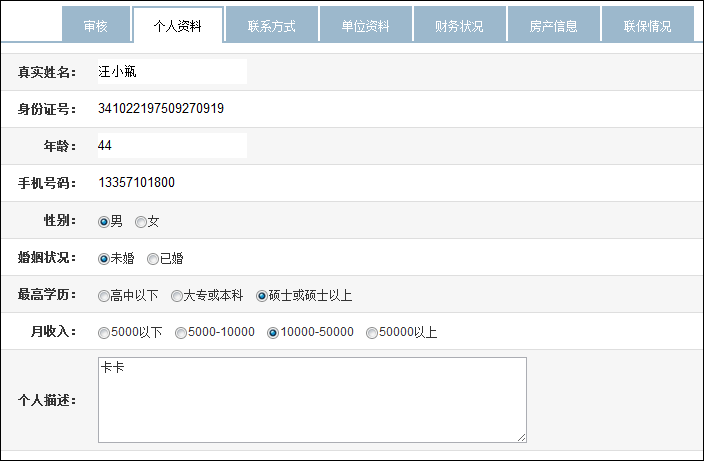 审核 个人资料 联系方式 单位资料 财务状况 房产信息 联保情况
真实姓名： 汪小瓶
身份证号： 341022197509270919
年龄： 44
手机号码： 13357101800
性别： 男 女
婚姻状况： 未婚 已婚
最高学历： 高中以下 大专或本科 硕士或硕士以上
月收入： 5000以下 5000-10000 10000-50000 50000以上
个人描述： 卡卡